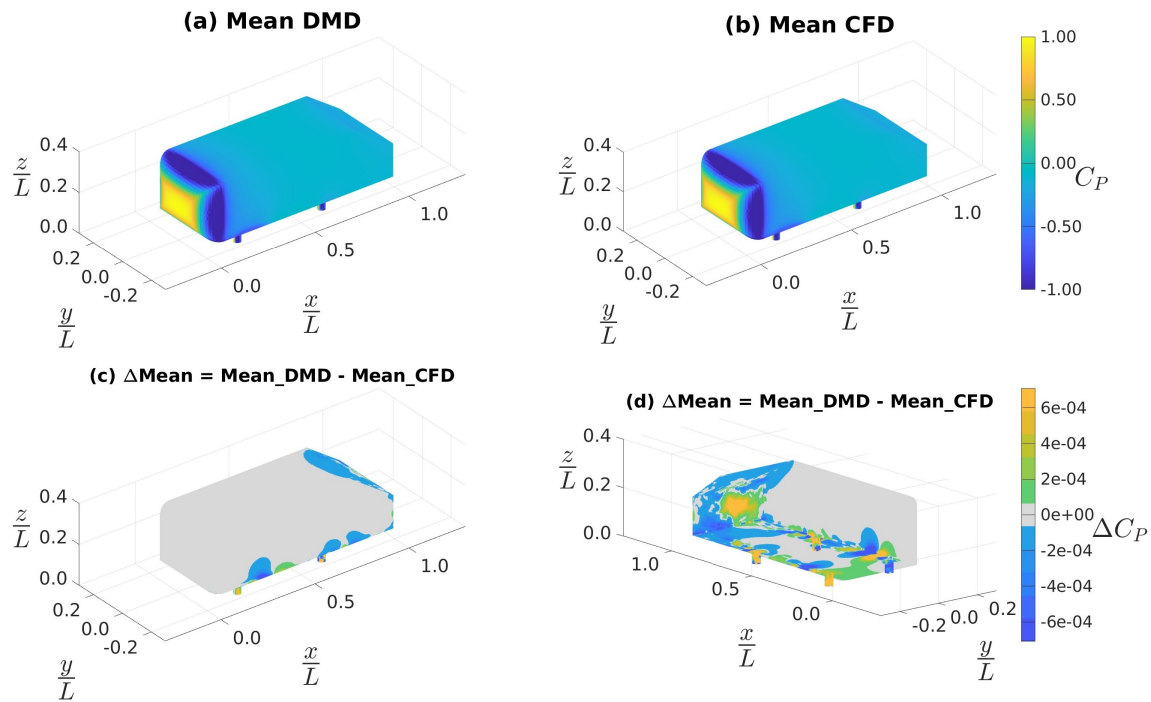 (a) Mean DMD
(b) Mean CFD
z/L
0.4
0.2
0.0
0.2
0.0
-0.2
y/L
0.0
0.5
1.0
x/L
z/L
0.4
0.2
0.0
0.2
0.0
-0.2
y/L
0.0
0.5
1.0
x/L
1.00
0.50
0.00
-0.50
-1.00
C_P
(c) ΔMean = Mean_DMD - Mean_CFD
(d) ΔMean = Mean_DMD - Mean_CFD
z/L
0.4
0.2
0.0
0.2
0.0
-0.2
y/L
0.0
0.5
1.0
x/L
z/L
0.4
0.2
0.0
1.0
0.5
0.0
x/L
-0.2
0.0
0.2
y/L
6e-04
4e-04
2e-04
0e+00
-2e-04
-4e-04
-6e-04
ΔC_P